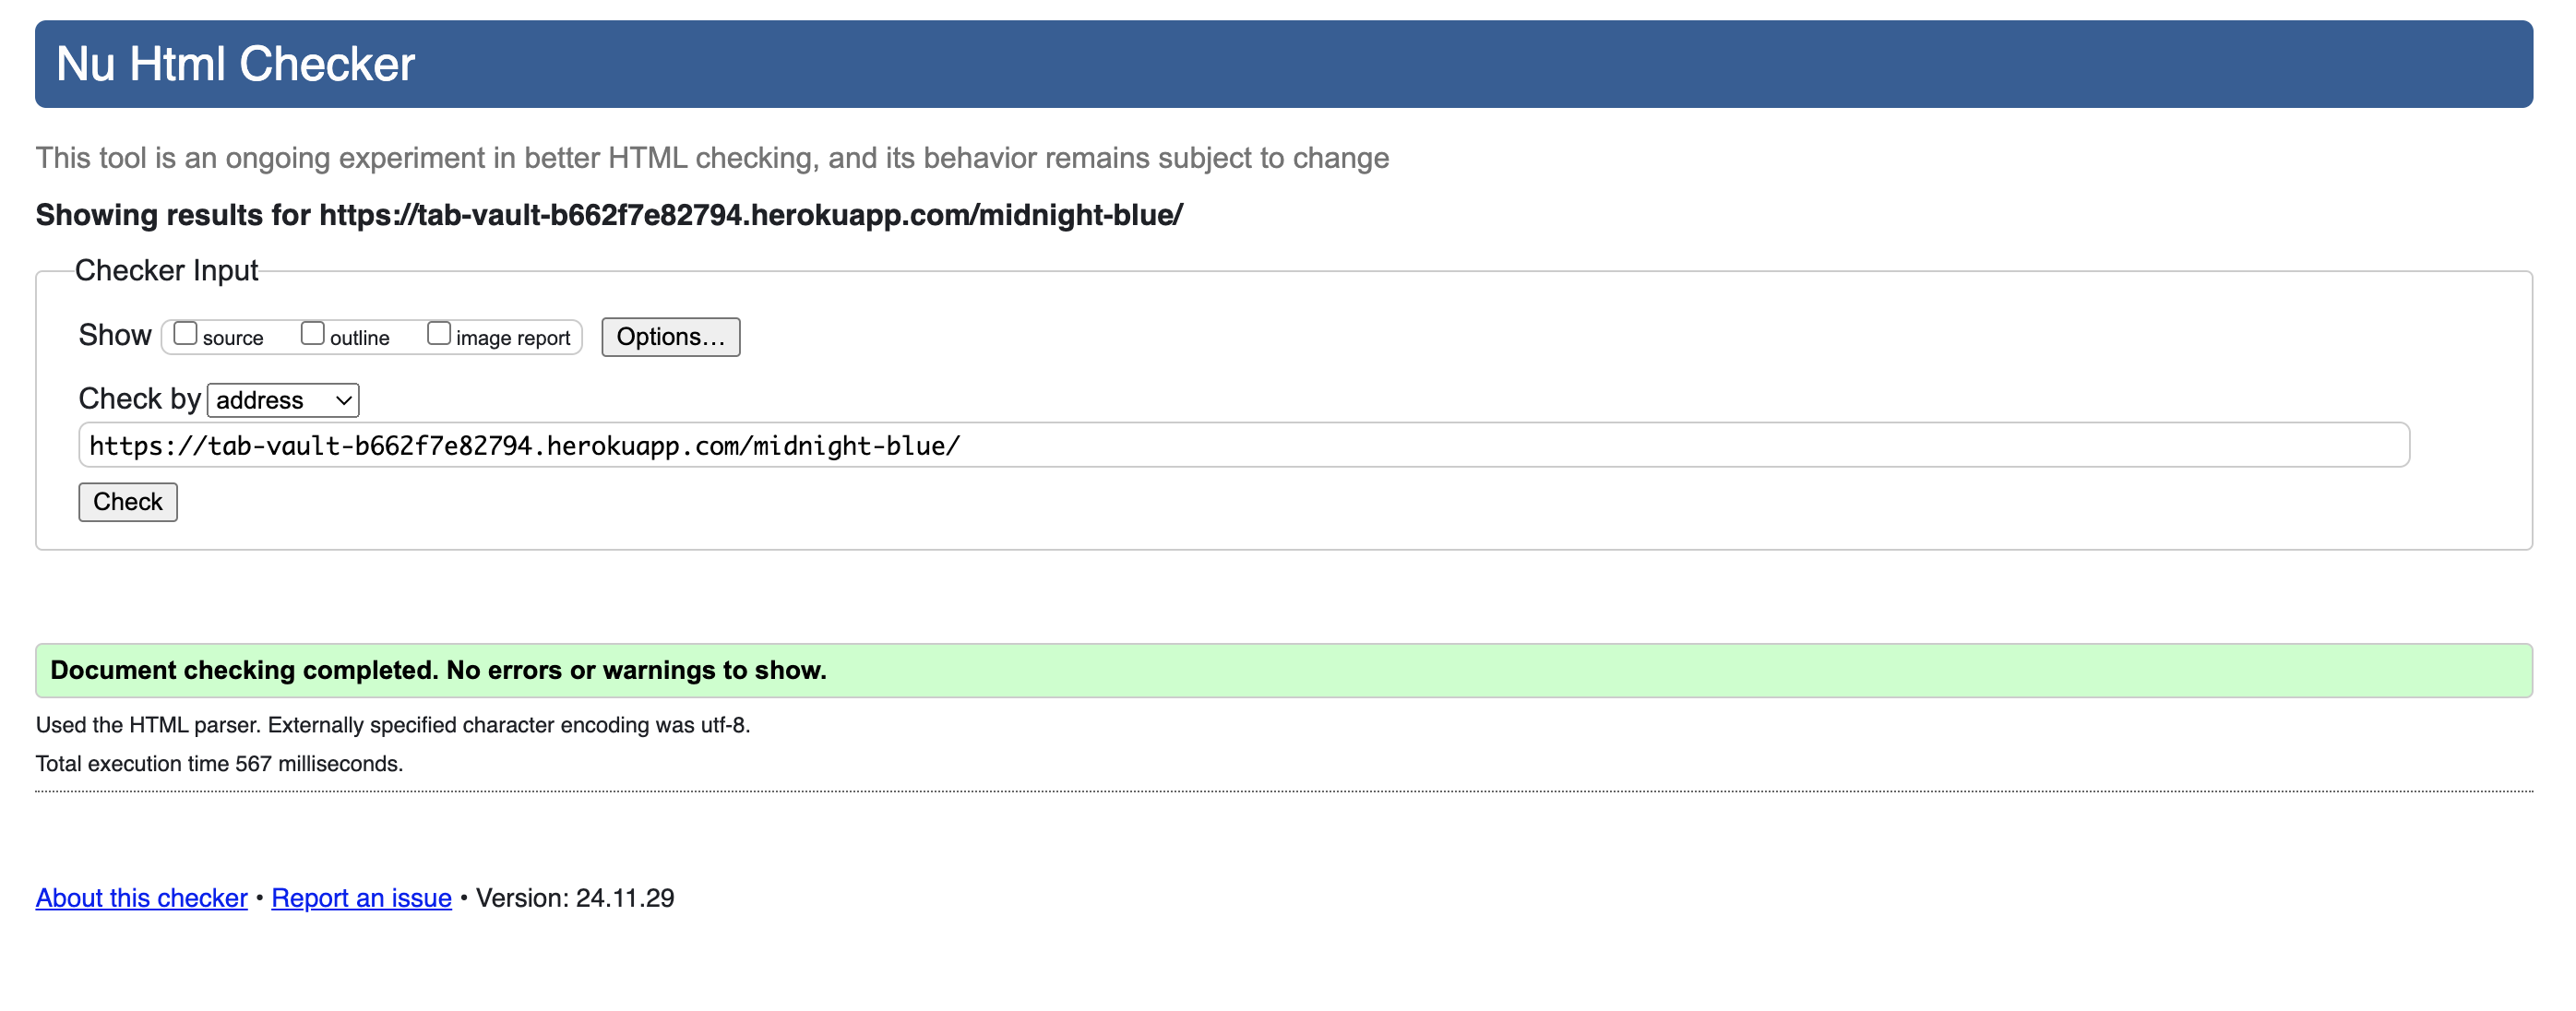 Nu Html Checker
This tool is an ongoing experiment in better HTML checking, and its behavior remains subject to change
Showing results for https://tab-vault-b662f7e82794.herokuapp.com/midnight-blue/
Checker Input
Show source outline image report Options...
Check by address
https://tab-vault-b662f7e82794.herokuapp.com/midnight-blue/
Check
Document checking completed. No errors or warnings to show.
Used the HTML parser. Externally specified character encoding was utf-8.
Total execution time 567 milliseconds.
About this checker • Report an issue • Version: 24.11.29